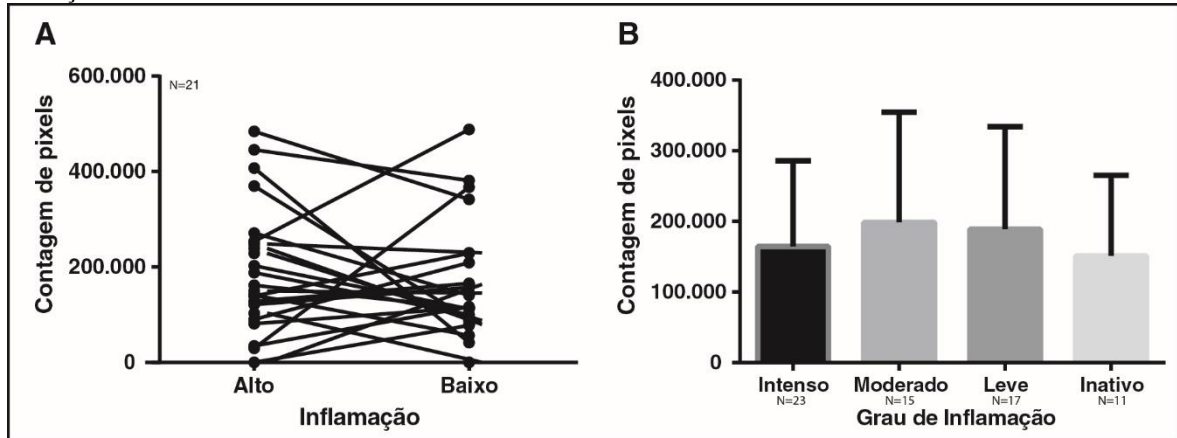 A
Contagem de pixels
600.000
400.000
200.000
0
N=21
Alto
Baixo
Inflamação
B
Contagem de pixels
400.000
300.000
200.000
100.000
0
Intenso Moderado Leve Inativo
N=23 N=15 N=17 N=11
Grau de Inflamação